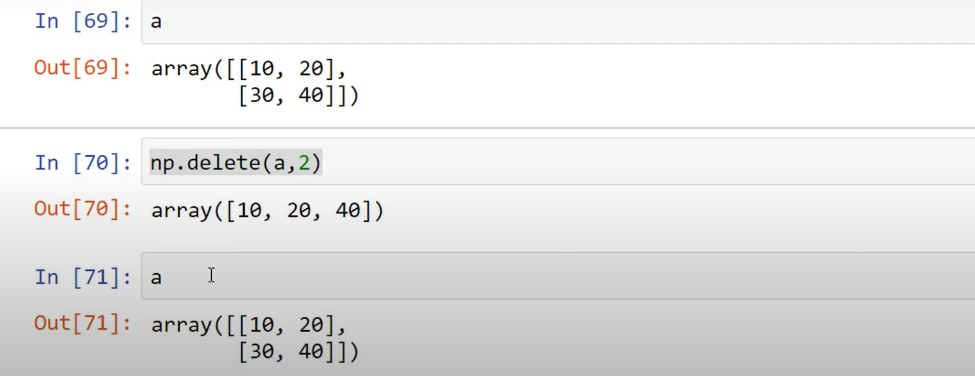 In [69]: a
Out[69]: array([[10, 20],
[30, 40]])
In [70]: np.delete(a,2)
Out[70]: array([10, 20, 40])
In [71]: a
Out[71]: array([[10, 20],
[30, 40]])